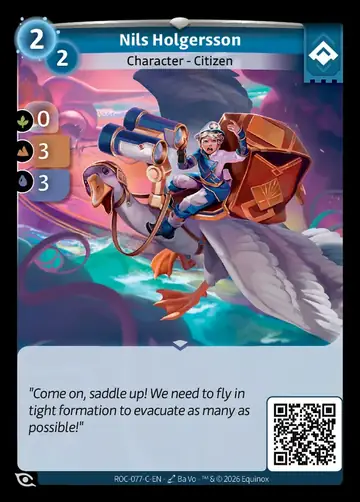 2
2
Nils Holgersson
Character - Citizen
0
3
3
"Come on, saddle up! We need to fly in
tight formation to evacuate as many as
possible!"
ROC-077-C-EN - Ba Vo - ™ & © 2026 Equinox